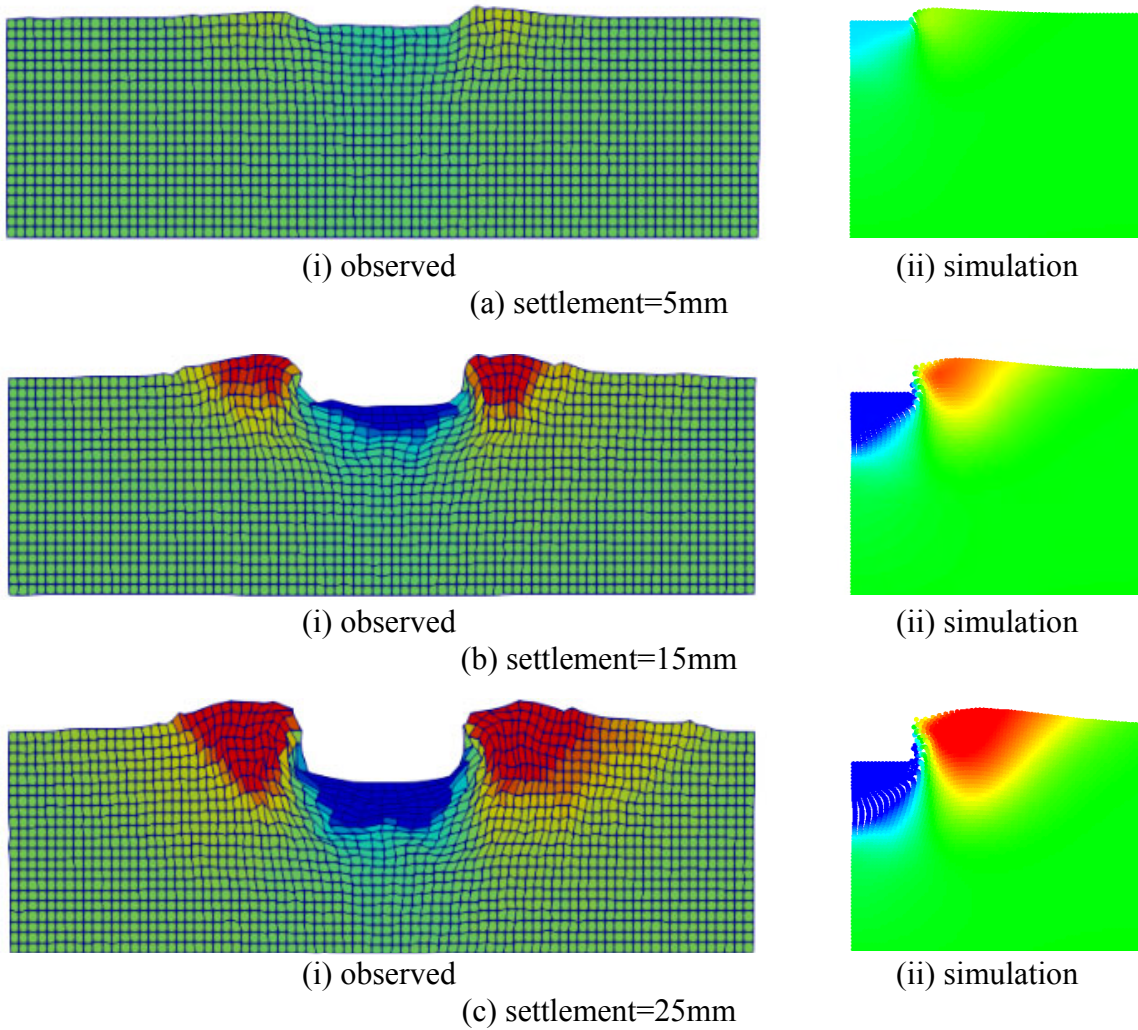 (i) observed (ii) simulation
(a) settlement=5mm
(i) observed (ii) simulation
(b) settlement=15mm
(i) observed (ii) simulation
(c) settlement=25mm